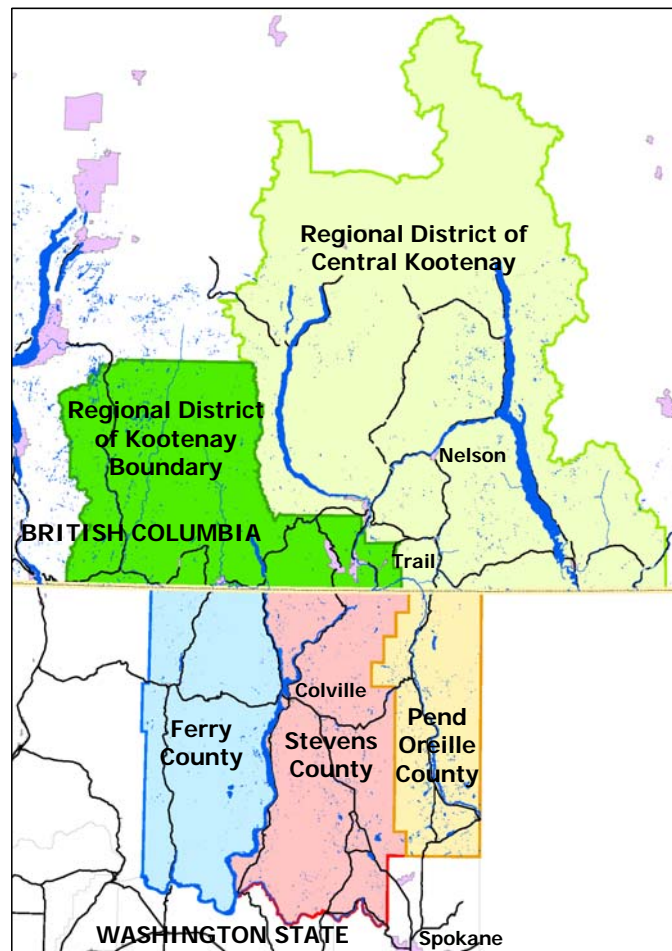 Regional District of
Central Kootenay
Regional District
of Kootenay
Boundary
Nelson
BRITISH COLUMBIA
Trail
Colville
Ferry
County
Stevens
County
Pend
Oreille
County
WASHINGTON STATE
Spokane